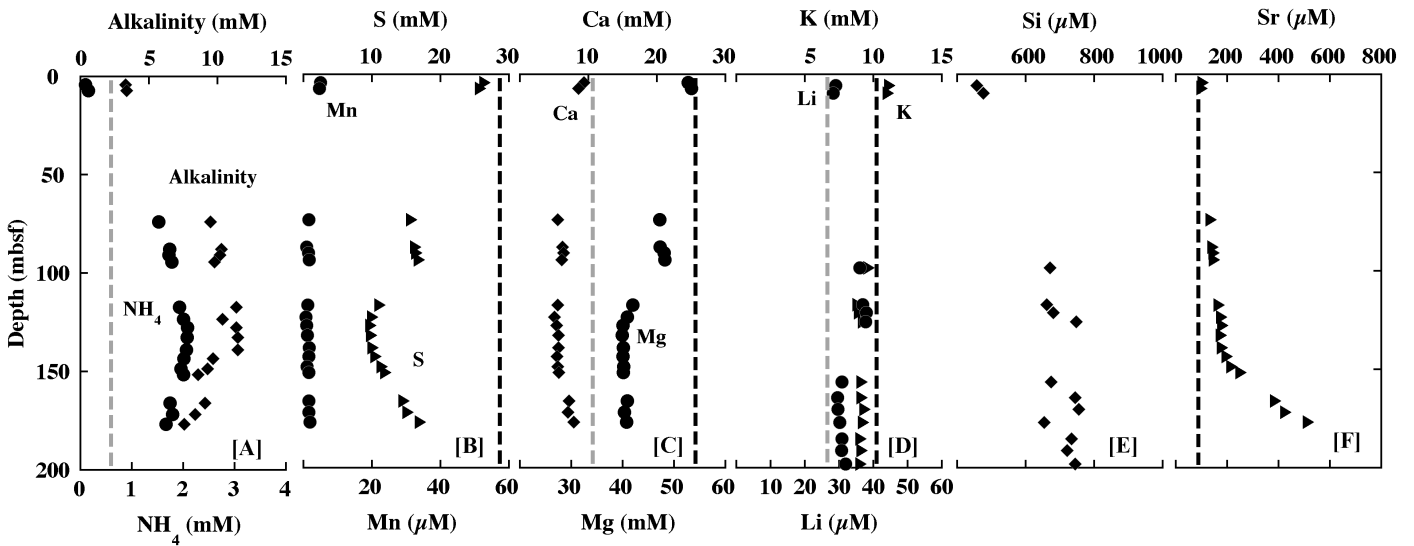 Alkalinity (mM) S (mM) Ca (mM) K (mM) Si (µM) Sr (µM)
0 5 10 15 10 20 30 10 20 30 5 10 15 600 800 1000 200 400 600 800
0
50
100
150
200
Depth (mbsf)
Mn
Ca
Li
K
Alkalinity
NH4
S
Mg
[A] [B] [C] [D] [E] [F]
0 1 2 3 4 20 40 60 30 40 50 60 10 20 30 40 50 60
NH4 (mM) Mn (µM) Mg (mM) Li (µM)